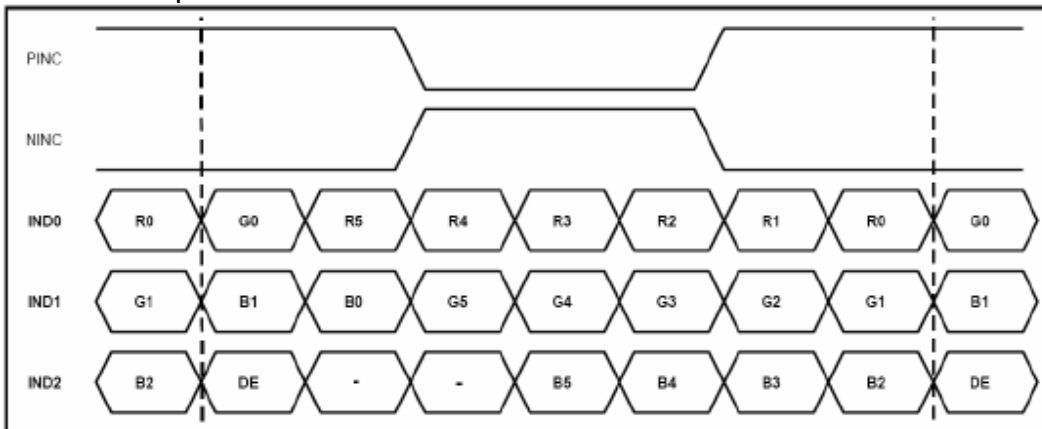 PINC
NINC
IND0 R0 G0 R5 R4 R3 R2 R1 R0 G0
IND1 G1 B1 B0 G5 G4 G3 G2 G1 B1
IND2 B2 DE - - B5 B4 B3 B2 DE